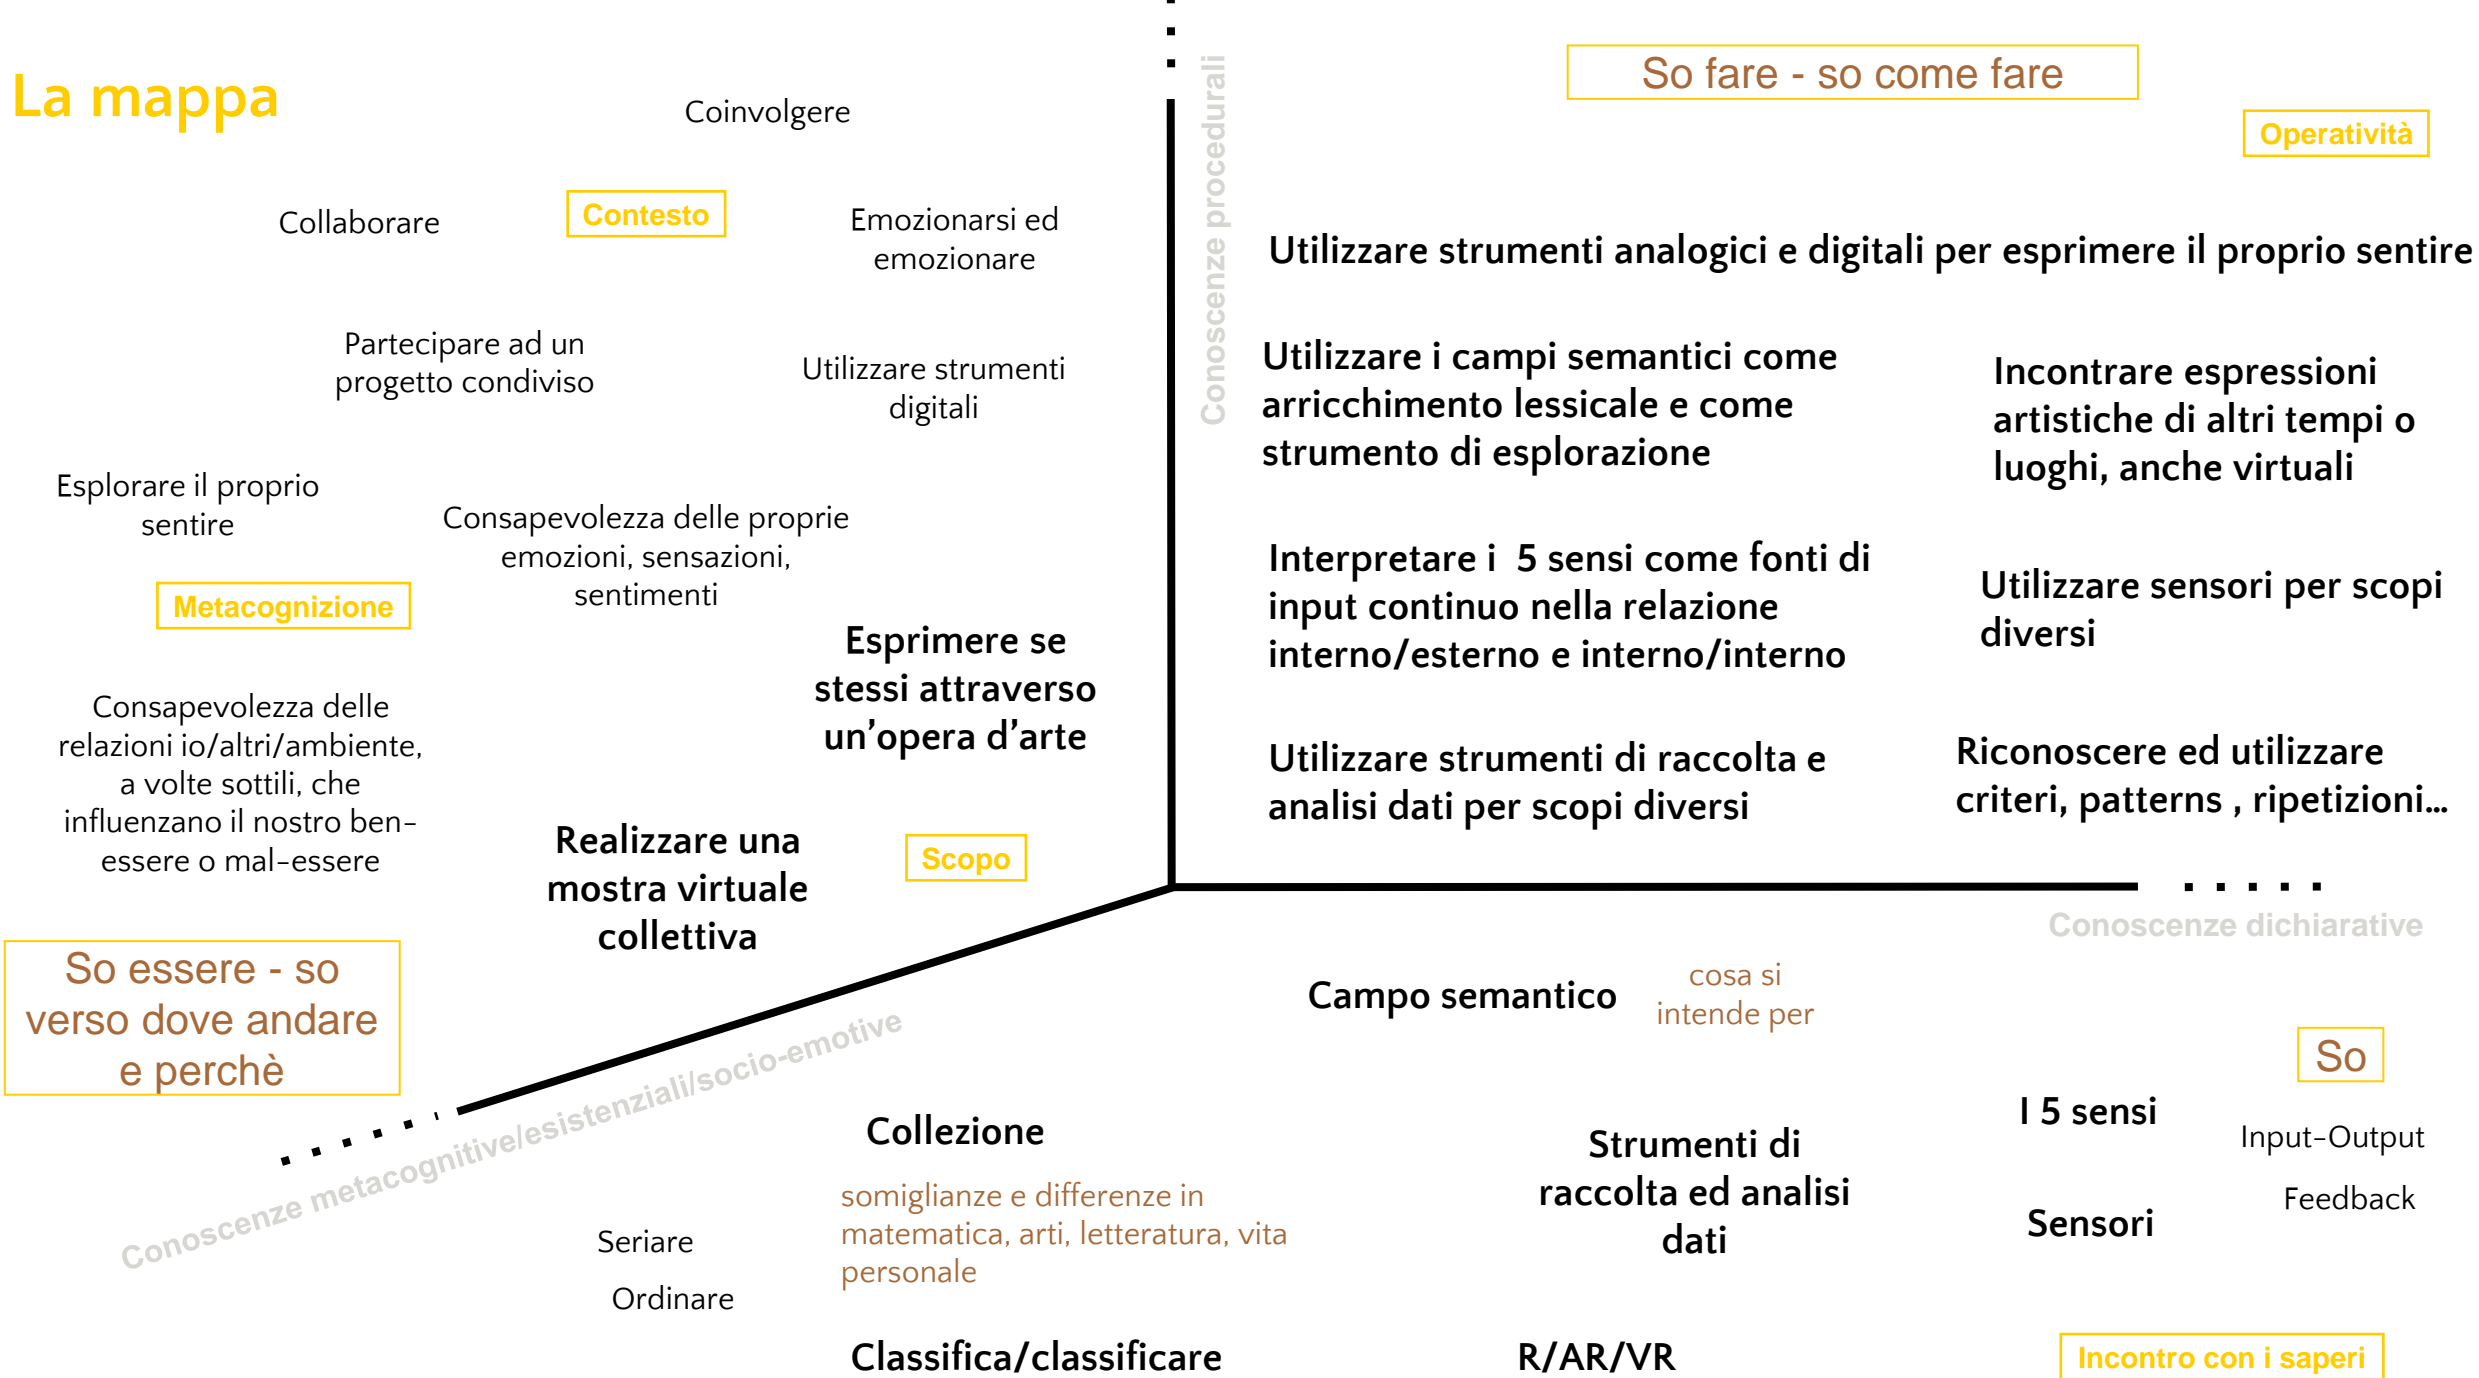 La mappa
Coinvolgere
Collaborare
Contesto
Emozionarsi ed
emozionare
Partecipare ad un
progetto condiviso
Utilizzare strumenti
digitali
Esplorare il proprio
sentire
Consapevolezza delle proprie
emozioni, sensazioni,
sentimenti
Metacognizione
Esprimere se
stessi attraverso
un’opera d’arte
Consapevolezza delle
relazioni io/altri/ambiente,
a volte sottili, che
influenzano il nostro ben-
essere o mal-essere
Realizzare una
mostra virtuale
collettiva
Scopo
So essere - so
verso dove andare
e perchè
Conoscenze procedurali
So fare - so come fare
Operatività
Utilizzare strumenti analogici e digitali per esprimere il proprio sentire
Utilizzare i campi semantici come
arricchimento lessicale e come
strumento di esplorazione
Incontrare espressioni
artistiche di altri tempi o
luoghi, anche virtuali
Interpretare i  5 sensi come fonti di
input continuo nella relazione
interno/esterno e interno/interno
Utilizzare sensori per scopi
diversi
Utilizzare strumenti di raccolta e
analisi dati per scopi diversi
Riconoscere ed utilizzare
criteri, patterns , ripetizioni...
Conoscenze dichiarative
Conoscenze metacognitive/esistenziali/socio-emotive
Campo semantico
cosa si
intende per
So
I 5 sensi
Input-Output
Feedback
Sensori
Collezione
somiglianze e differenze in
matematica, arti, letteratura, vita
personale
Strumenti di
raccolta ed analisi
dati
Seriare
Ordinare
Classifica/classificare
R/AR/VR
Incontro con i saperi